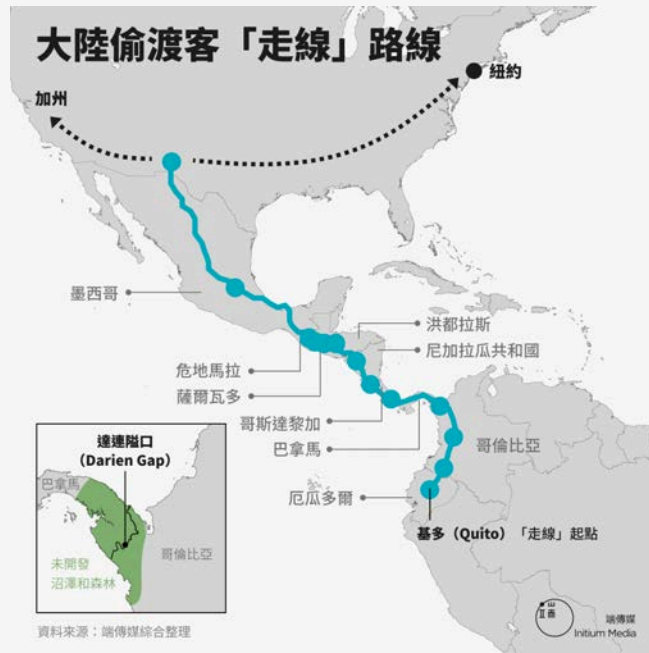 大陸偷渡客「走線」路線
紐約
加州
墨西哥
洪都拉斯
尼加拉瓜共和國
危地馬拉
薩爾瓦多
哥斯達黎加
巴拿馬
哥倫比亞
厄瓜多爾
基多（Quito）「走線」起點
達連隘口
（Darien Gap）
巴拿馬
哥倫比亞
未開發
沼澤和森林
資料來源：端傳媒綜合整理
端傳媒
Initium Media